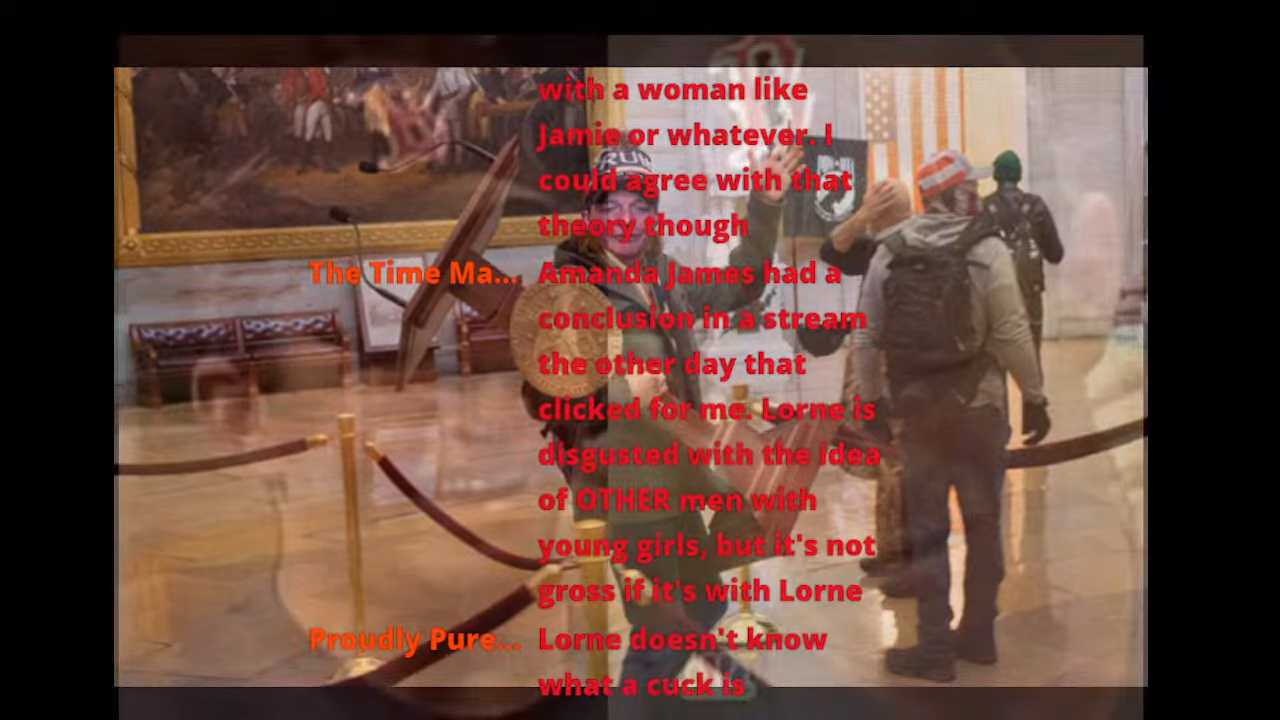 with a woman like
Jamie or whatever. I
could agree with that
theory though
The Time Ma... Amanda James had a
conclusion in a stream
the other day that
clicked for me. Lorne is
disgusted with the idea
of OTHER men with
young girls, but it's not
gross if it's with Lorne
Proudly Pure... Lorne doesn't know
what a cuck is